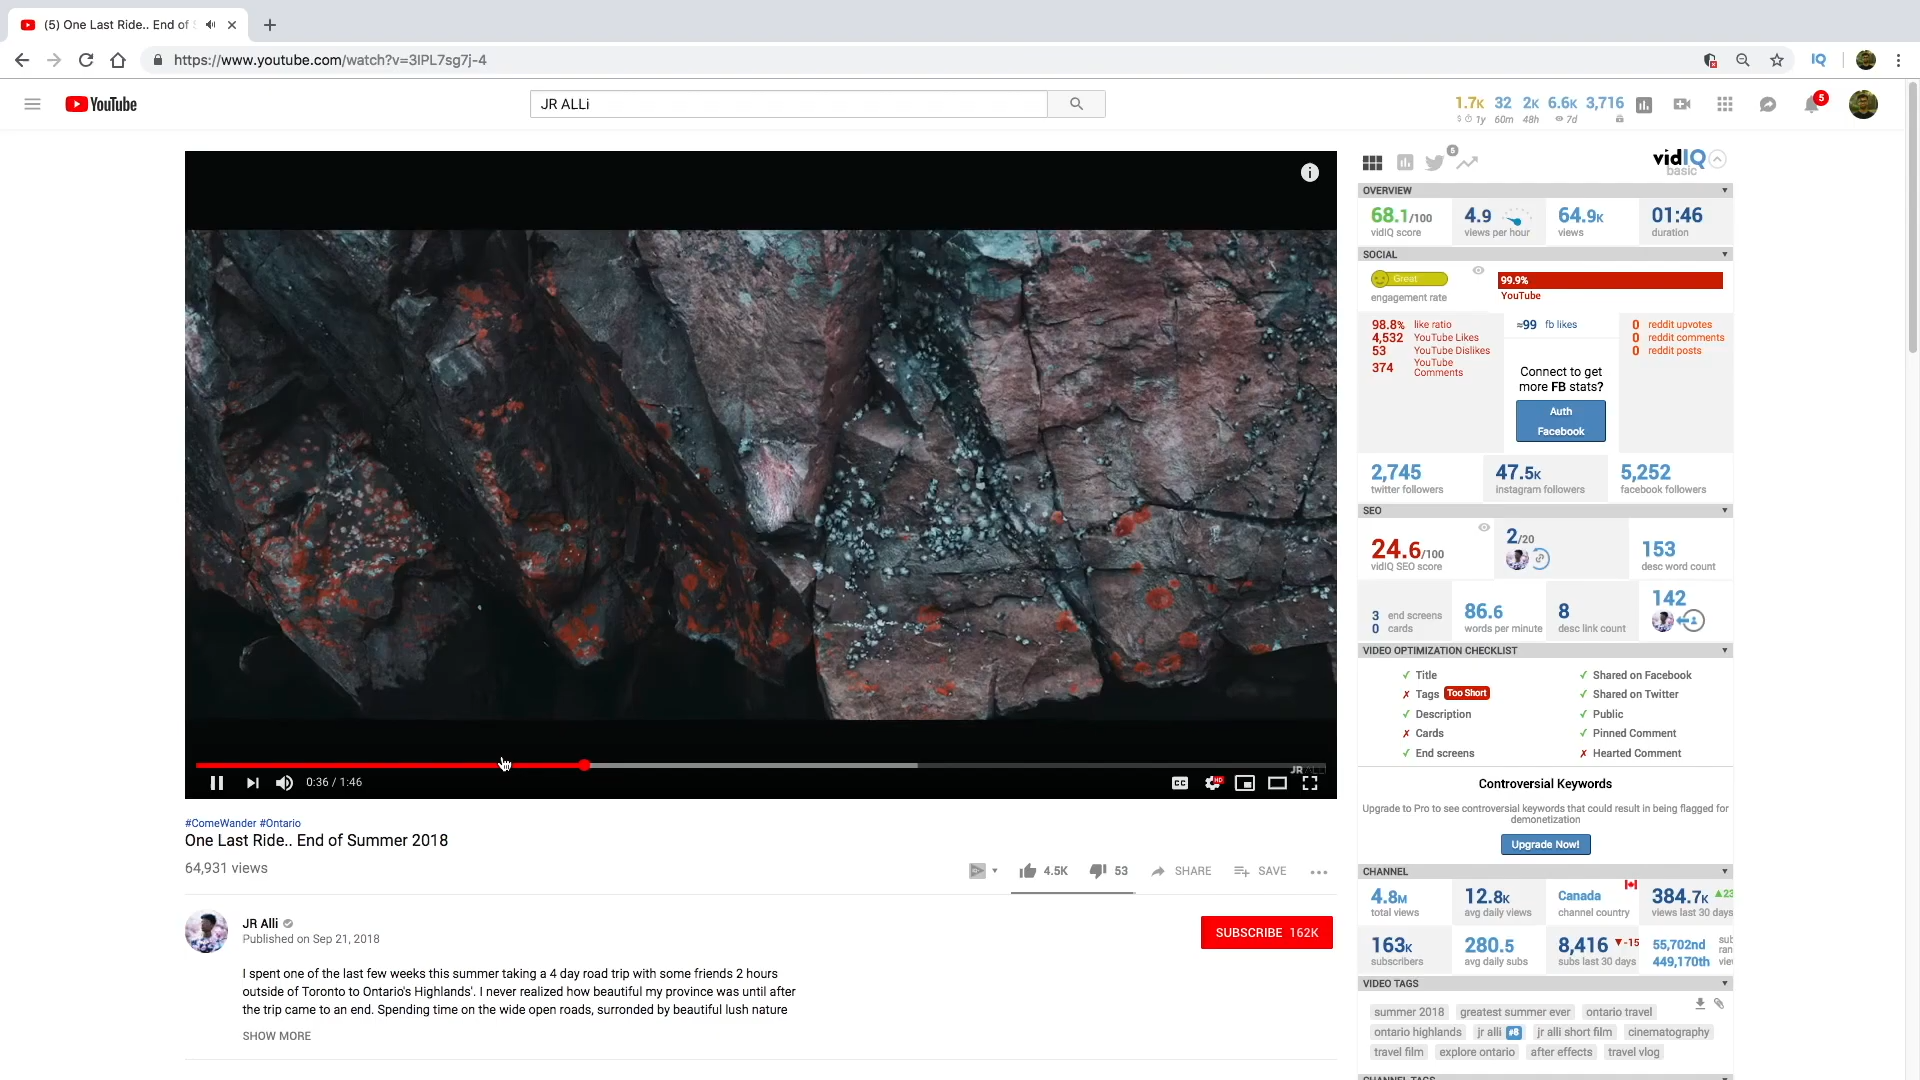 (5) One Last Ride.. End of S
https://www.youtube.com/watch?v=3IPL7sg7j-4
IQ
YouTube
JR ALLi
1.7K 32 2K 6.6K 3,716
1y 60m 48h 7d
5
vidIQ
basic
5
OVERVIEW
68.1/100 4.9 64.9K 01:46
vidIQ score views per hour views duration
SOCIAL
Great
engagement rate
99.9%
YouTube
98.8% like ratio
4,532 YouTube Likes
53 YouTube Dislikes
374 YouTube Comments
≈99 fb likes
Connect to get
more FB stats?
Auth
Facebook
0 reddit upvotes
0 reddit comments
0 reddit posts
2,745 47.5K 5,252
twitter followers instagram followers facebook followers
SEO
24.6/100
vidIQ SEO score
2/20
153
desc word count
3 end screens
0 cards
86.6
words per minute
8
desc link count
142
VIDEO OPTIMIZATION CHECKLIST
✓ Title
✗ Tags Too Short
✓ Description
✗ Cards
✓ End screens
✓ Shared on Facebook
✓ Shared on Twitter
✓ Public
✓ Pinned Comment
✗ Hearted Comment
Controversial Keywords
Upgrade to Pro to see controversial keywords that could result in being flagged for
demonetization
Upgrade Now!
CHANNEL
4.8M 12.8K Canada 384.7K ▲23
total views avg daily views channel country views last 30 days
163K 280.5 8,416 ▼-15 55,702nd
449,170th
subscribers avg daily subs subs last 30 days
VIDEO TAGS
summer 2018 greatest summer ever ontario travel
ontario highlands jr alli #8 jr alli short film cinematography
travel film explore ontario after effects travel vlog
CHANNEL TAGS
JR ALLI
0:36 / 1:46
CC
HD
#ComeWander #Ontario
One Last Ride.. End of Summer 2018
64,931 views
4.5K 53 SHARE SAVE
JR Alli
Published on Sep 21, 2018
SUBSCRIBE 162K
I spent one of the last few weeks this summer taking a 4 day road trip with some friends 2 hours
outside of Toronto to Ontario's Highlands'. I never realized how beautiful my province was until after
the trip came to an end. Spending time on the wide open roads, surronded by beautiful lush nature
SHOW MORE